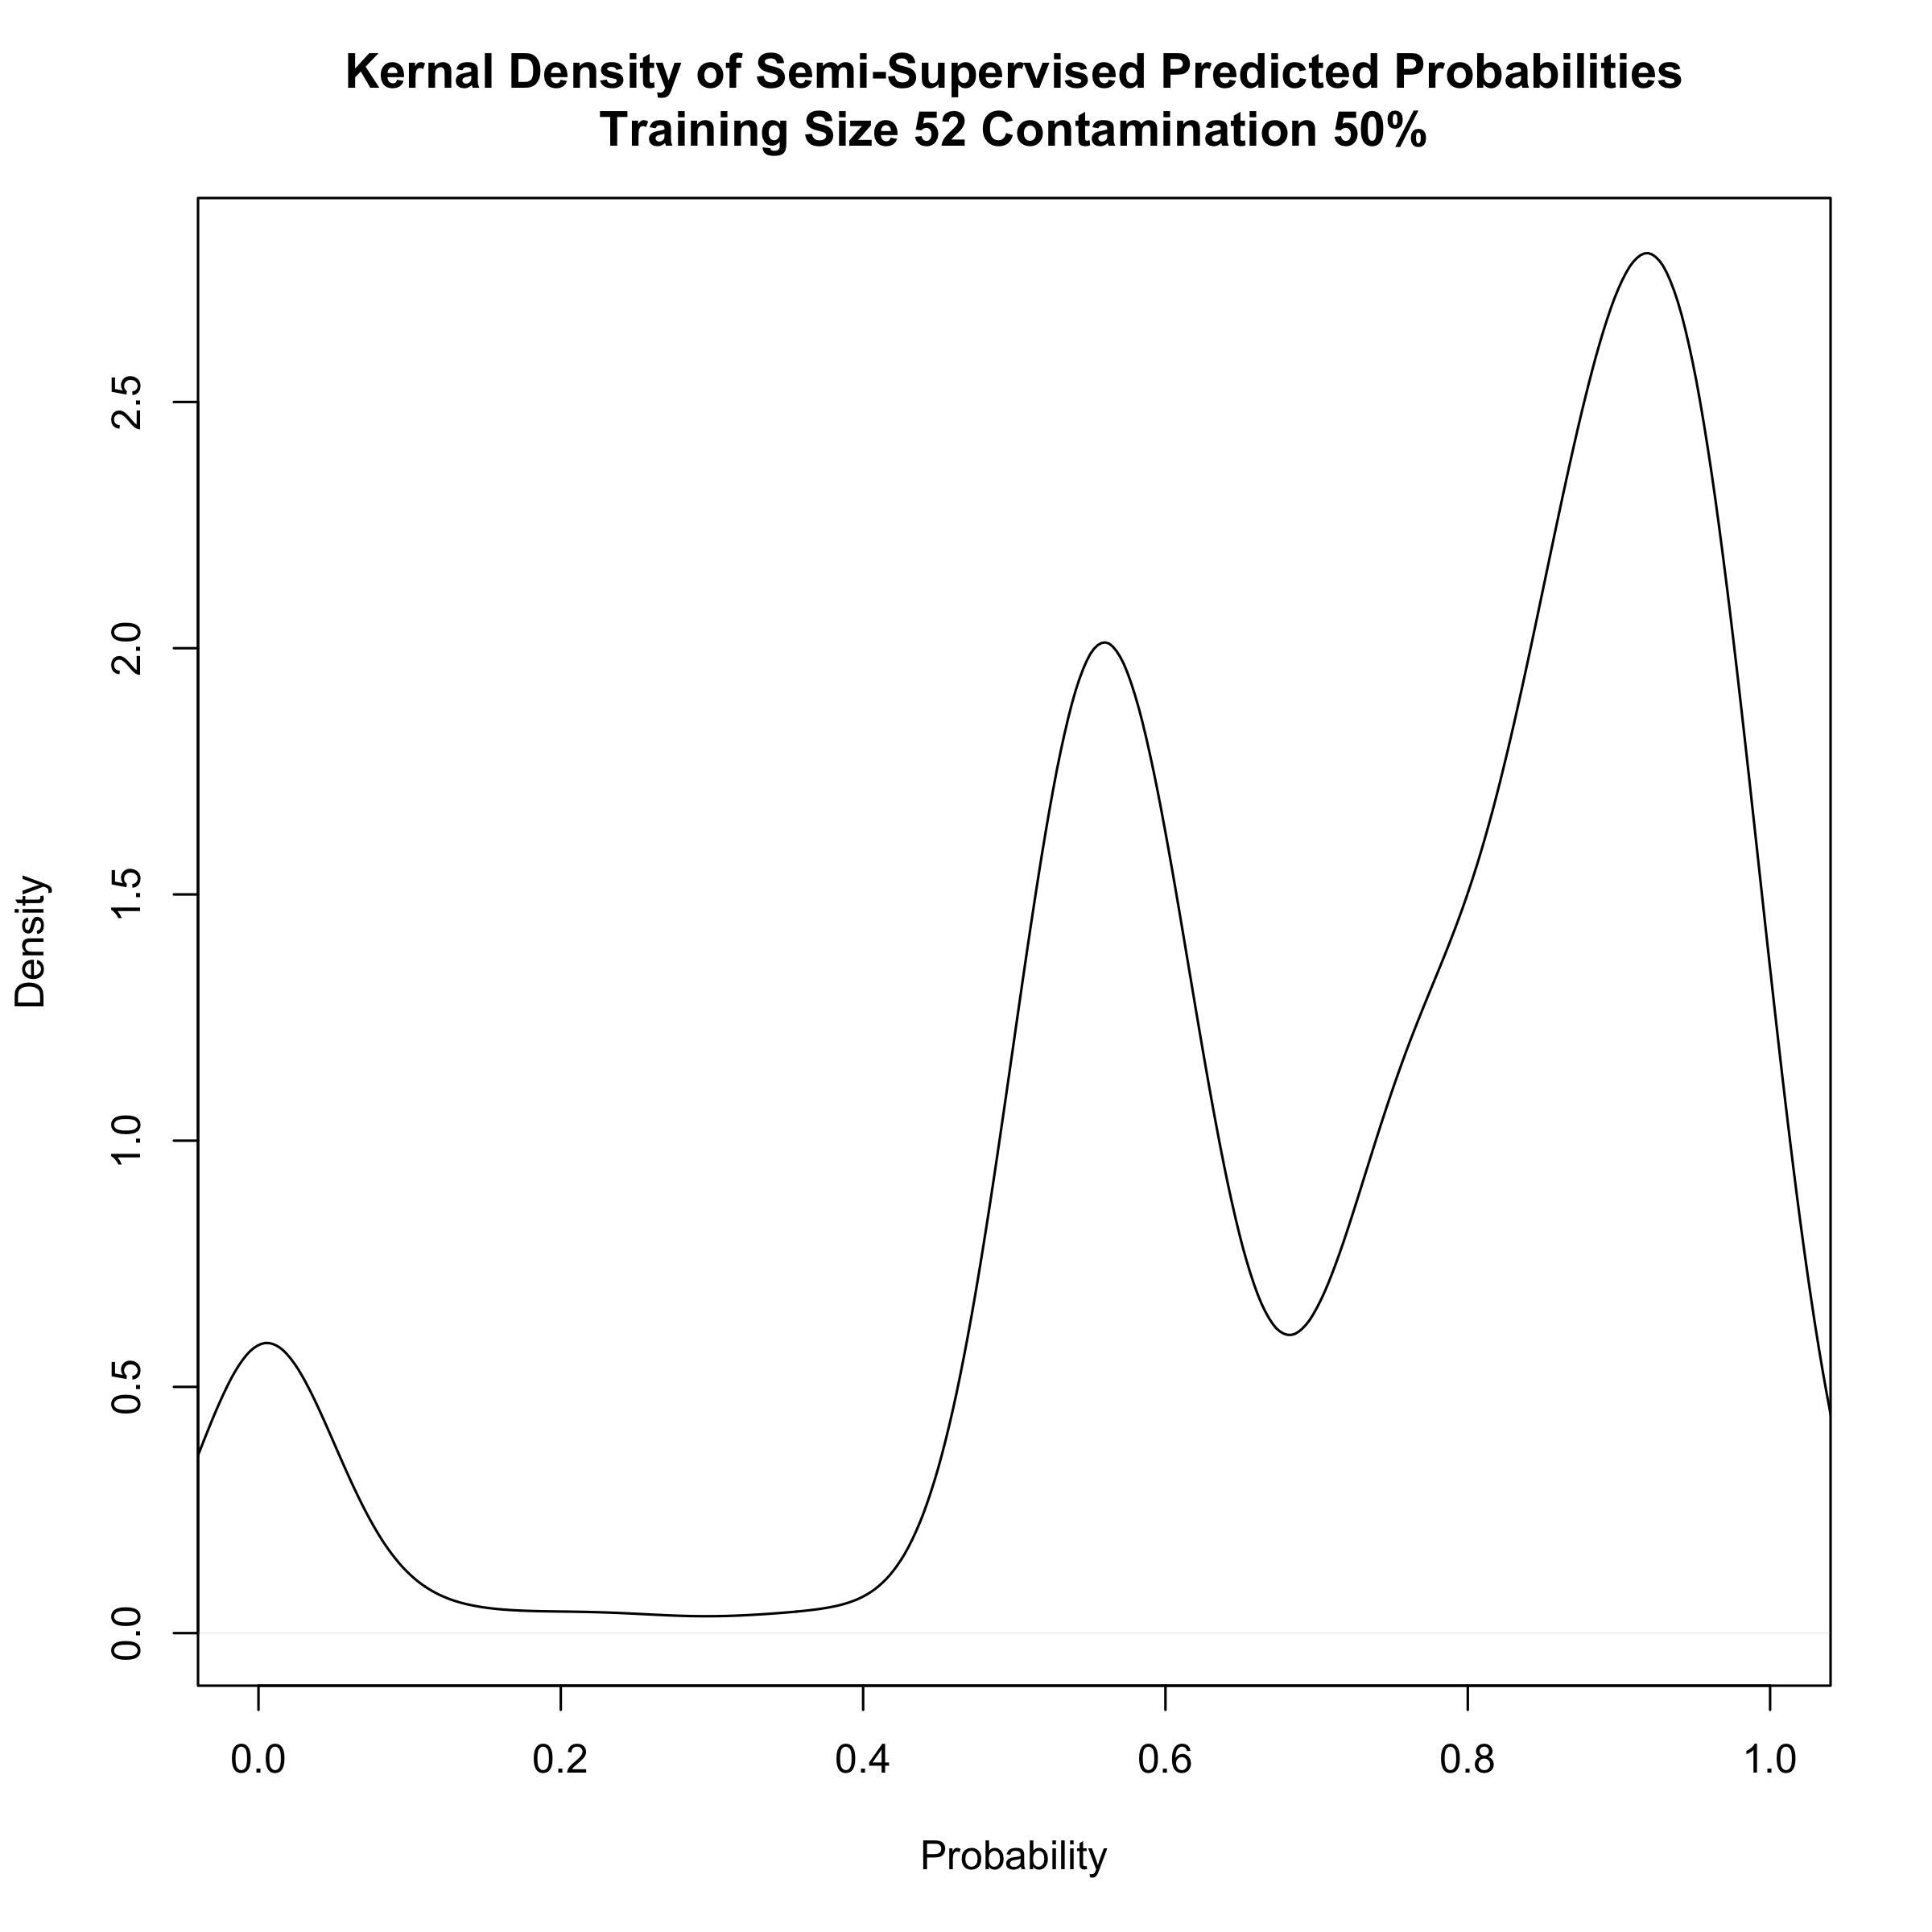 Kernal Density of Semi-Supervised Predicted Probabilities
Training Size 52 Contamination 50%
Density
2.5
2.0
1.5
1.0
0.5
0.0
0.0 0.2 0.4 0.6 0.8 1.0
Probability